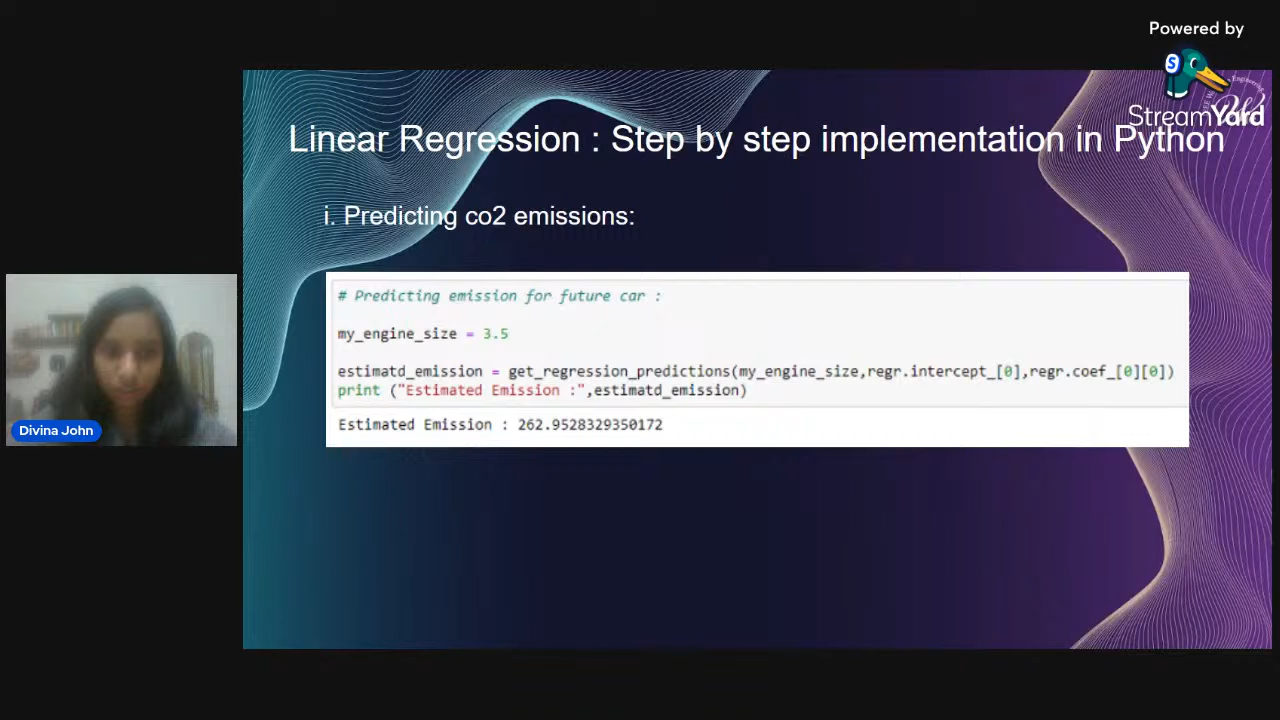 Powered by
StreamYard
Linear Regression : Step by step implementation in Python
i. Predicting co2 emissions:
# Predicting emission for future car :
my_engine_size = 3.5
estimatd_emission = get_regression_predictions(my_engine_size,regr.intercept_[0],regr.coef_[0][0])
print ("Estimated Emission :",estimatd_emission)
Estimated Emission : 262.9528329350172
Divina John